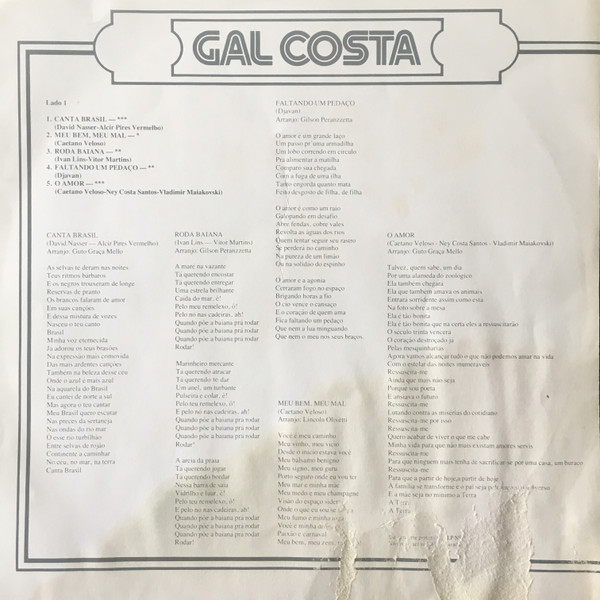 GAL COSTA
Lado 1
1. CANTA BRASIL — ***
(David Nasser-Alcir Pires Vermelho)
2. MEU BEM, MEU MAL — *
(Caetano Veloso)
3. RODA BAIANA — **
(Ivan Lins-Vitor Martins)
4. FALTANDO UM PEDAÇO — **
(Djavan)
5. O AMOR — ***
(Caetano Veloso-Ney Costa Santos-Vladimir Maiakovski)
FALTANDO UM PEDAÇO
(Djavan)
Arranjo: Gilson Peranzzetta
O amor é um grande laço
Um passo pr'uma armadilha
Um lobo correndo em círculo
Pra alimentar a matilha
Comparo sua chegada
Com a fuga de uma ilha
Tanto engorda quanto mata
Feito desgosto de filha, de filha
O amor é como um raio
Galopando em desafio
Abre fendas, cobre vales
Revolta as águas dos rios
Quem tentar seguir seu rastro
Se perderá no caminho
Na pureza de um limão
Ou na solidão do espinho
O amor e a agonia
Cerraram fogo no espaço
Brigando horas a fio
O cio vence o cansaço
E o coração de quem ama
Fica faltando um pedaço
Que nem a lua minguando
Que nem o meu nos seus braços.
CANTA BRASIL
(David Nasser — Alcir Pires Vermelho)
Arranjo: Guto Graça Mello
As selvas te deram nas noites
Teus ritmos bárbaros
E os negros trouxeram de longe
Reservas de pranto
Os brancos falaram de amor
Em suas canções
E dessa mistura de vozes
Nasceu o teu canto
Brasil
Minha voz enternecida
Já adorou os teus brasões
Na expressão mais comovida
Das mais ardentes canções
Também na beleza desse céu
Onde o azul é mais azul
Na aquarela do Brasil
Eu cantei de norte a sul
Mas agora o teu cantar
Meu Brasil quero escutar
Nas preces da sertaneja
Nas ondas do rio-mar
O esse rio turbilhão
Entre selvas de rojão
Continente a caminhar
No céu, no mar, na terra
Canta Brasil
RODA BAIANA
(Ivan Lins — Vitor Martins)
Arranjo: Gilson Peranzzetta
A mare na vazante
Tá querendo encostar
Tá querendo entregar
Uma estrela brilhante
Caída do mar, ê!
Pelo meu remelexo, ô!
Pelo nó nas cadeiras, ah!
Quando põe a baiana pra rodar
Quando põe a baiana pra rodar
Quando põe a baiana pra rodar
Rodar!
Marinheiro mercante
Tá querendo atracar
Tá querendo te dar
Um anel, um turbante
Pulseira e colar, ê!
Pelo teu remelexo, ô!
E pelo nó nas cadeiras, ah!
Quando põe a baiana pra rodar
Quando põe a baiana pra rodar
Quando põe a baiana pra rodar
Rodar!
A areia da praia
Tá querendo jogar
Tá querendo bordar
Nessa barra de saia
Vidrilho e luar, ê!
Pelo teu remelexo, ô!
E pelo nó nas cadeiras, ah!
Quando põe a baiana pra rodar
Quando põe a baiana pra rodar
Quando põe a baiana pra rodar
Rodar!
MEU BEM, MEU MAL
(Caetano Veloso)
Arranjo: Lincoln Olivetti
Você é meu caminho
Meu vinho, meu vício
Desde o início estava você
Meu bálsamo benigno
Meu signo, meu guru
Porto seguro onde eu vou ter
Meu mar e minha mãe
Meu medo e meu champagne
Visão do espaço sideral
Onde o que eu sou se
Meu fumo e minha
Você é minha
Paixão e carnaval
Meu bem, meu zen,
O AMOR
(Caetano Veloso - Ney Costa Santos - Vladimir Maiakovski)
Arranjo: Guto Graça Mello
Talvez, quem sabe, um dia
Por uma alameda do zoológico
Ela também chegará
Ela que também amava os animais
Entrará sorridente assim como está
Na foto sobre a mesa
Ela é tão bonita
Ela é tão bonita que na certa eles a ressuscitarão
O século trinta vencerá
O coração destroçado já
Pelas mesquinharias
Agora vamos alcançar tudo o que não podemos amar na vida
Com o estelar das noites inumeráveis
Ressuscita-me
Ainda que mais não seja
Porque sou poeta
E ansiava o futuro
Ressuscita-me
Lutando contra as misérias do cotidiano
Ressuscita-me por isso
Ressuscita-me
Quero acabar de viver o que me cabe
Minha vida para que não mais existam amores servis
Ressuscita-me
Para que ninguém mais tenha de sacrificar-se por uma casa, um buraco
Ressuscita-me
Para que a partir de hoje a partir de hoje
A família se transforme e o pai seja pelo menos o universo
E a mãe seja no mínimo a Terra
A Terra
A Terra